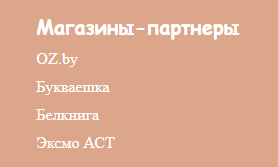 Магазины-партнеры
OZ.by
Букваешка
Белкнига
Эксмо АСТ